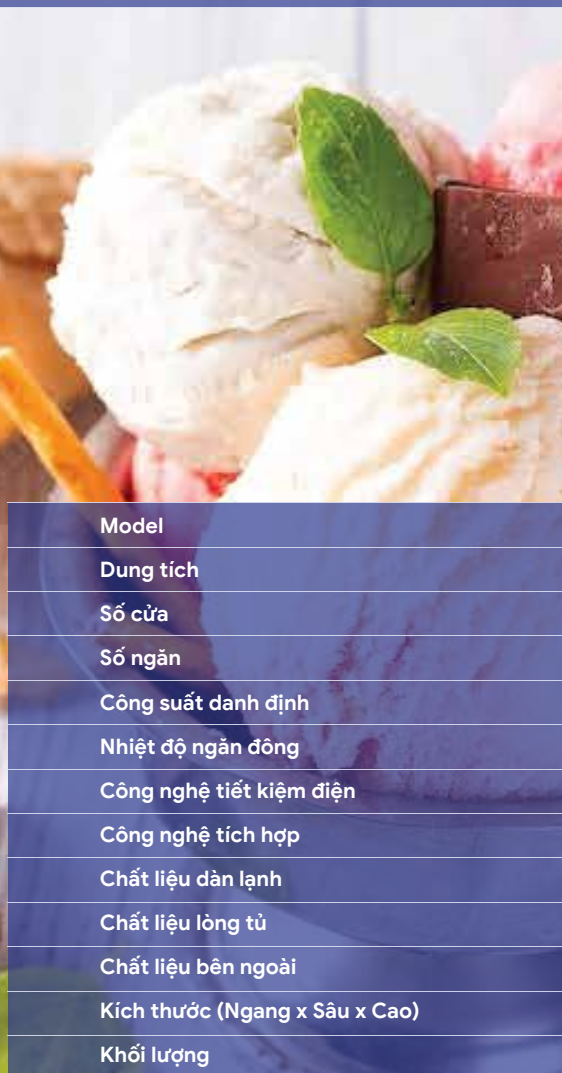 Model
Dung tích
Số cửa
Số ngăn
Công suất danh định
Nhiệt độ ngăn đông
Công nghệ tiết kiệm điện
Công nghệ tích hợp
Chất liệu dàn lạnh
Chất liệu lòng tủ
Chất liệu bên ngoài
Kích thước (Ngang x Sâu x Cao)
Khối lượng